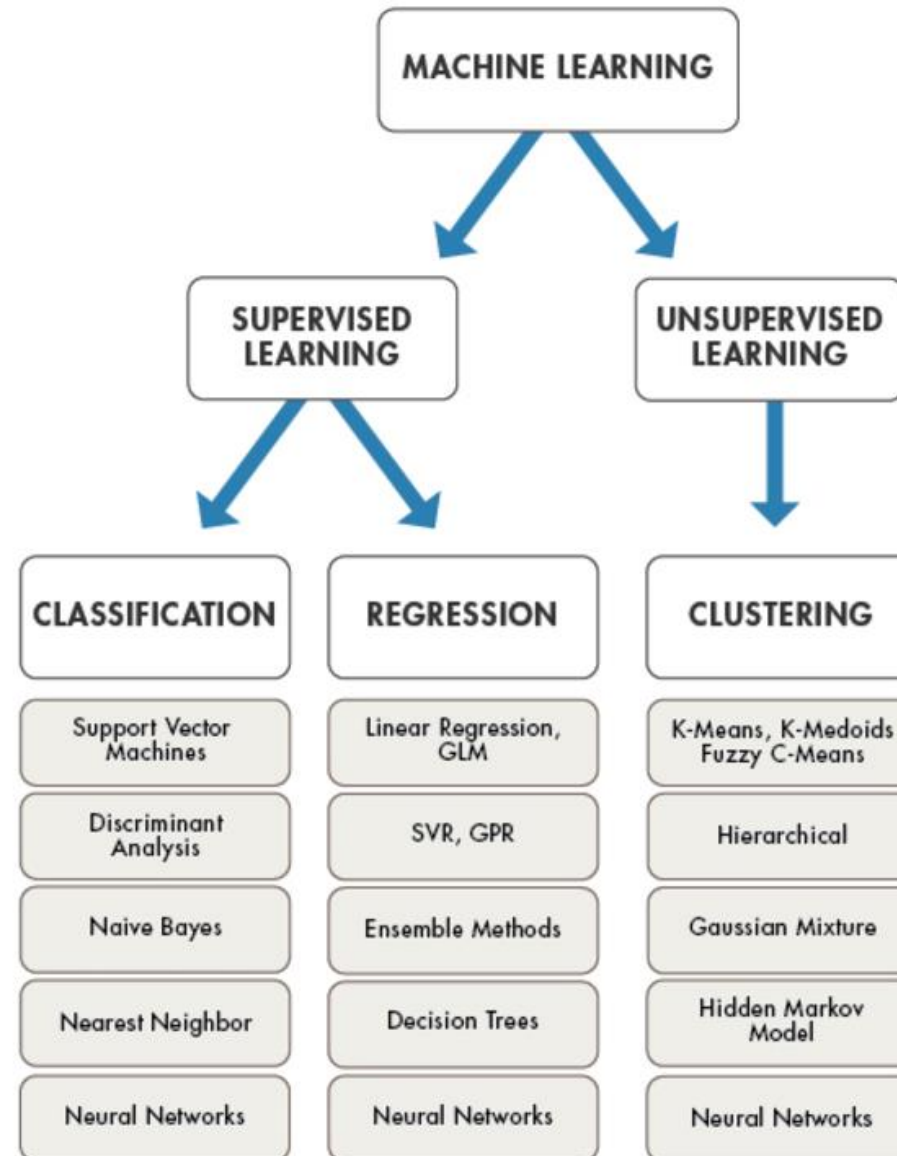 MACHINE LEARNING
SUPERVISED
LEARNING
UNSUPERVISED
LEARNING
CLASSIFICATION
Support Vector
Machines
Discriminant
Analysis
Naive Bayes
Nearest Neighbor
Neural Networks
REGRESSION
Linear Regression,
GLM
SVR, GPR
Ensemble Methods
Decision Trees
Neural Networks
CLUSTERING
K-Means, K-Medoids
Fuzzy C-Means
Hierarchical
Gaussian Mixture
Hidden Markov
Model
Neural Networks